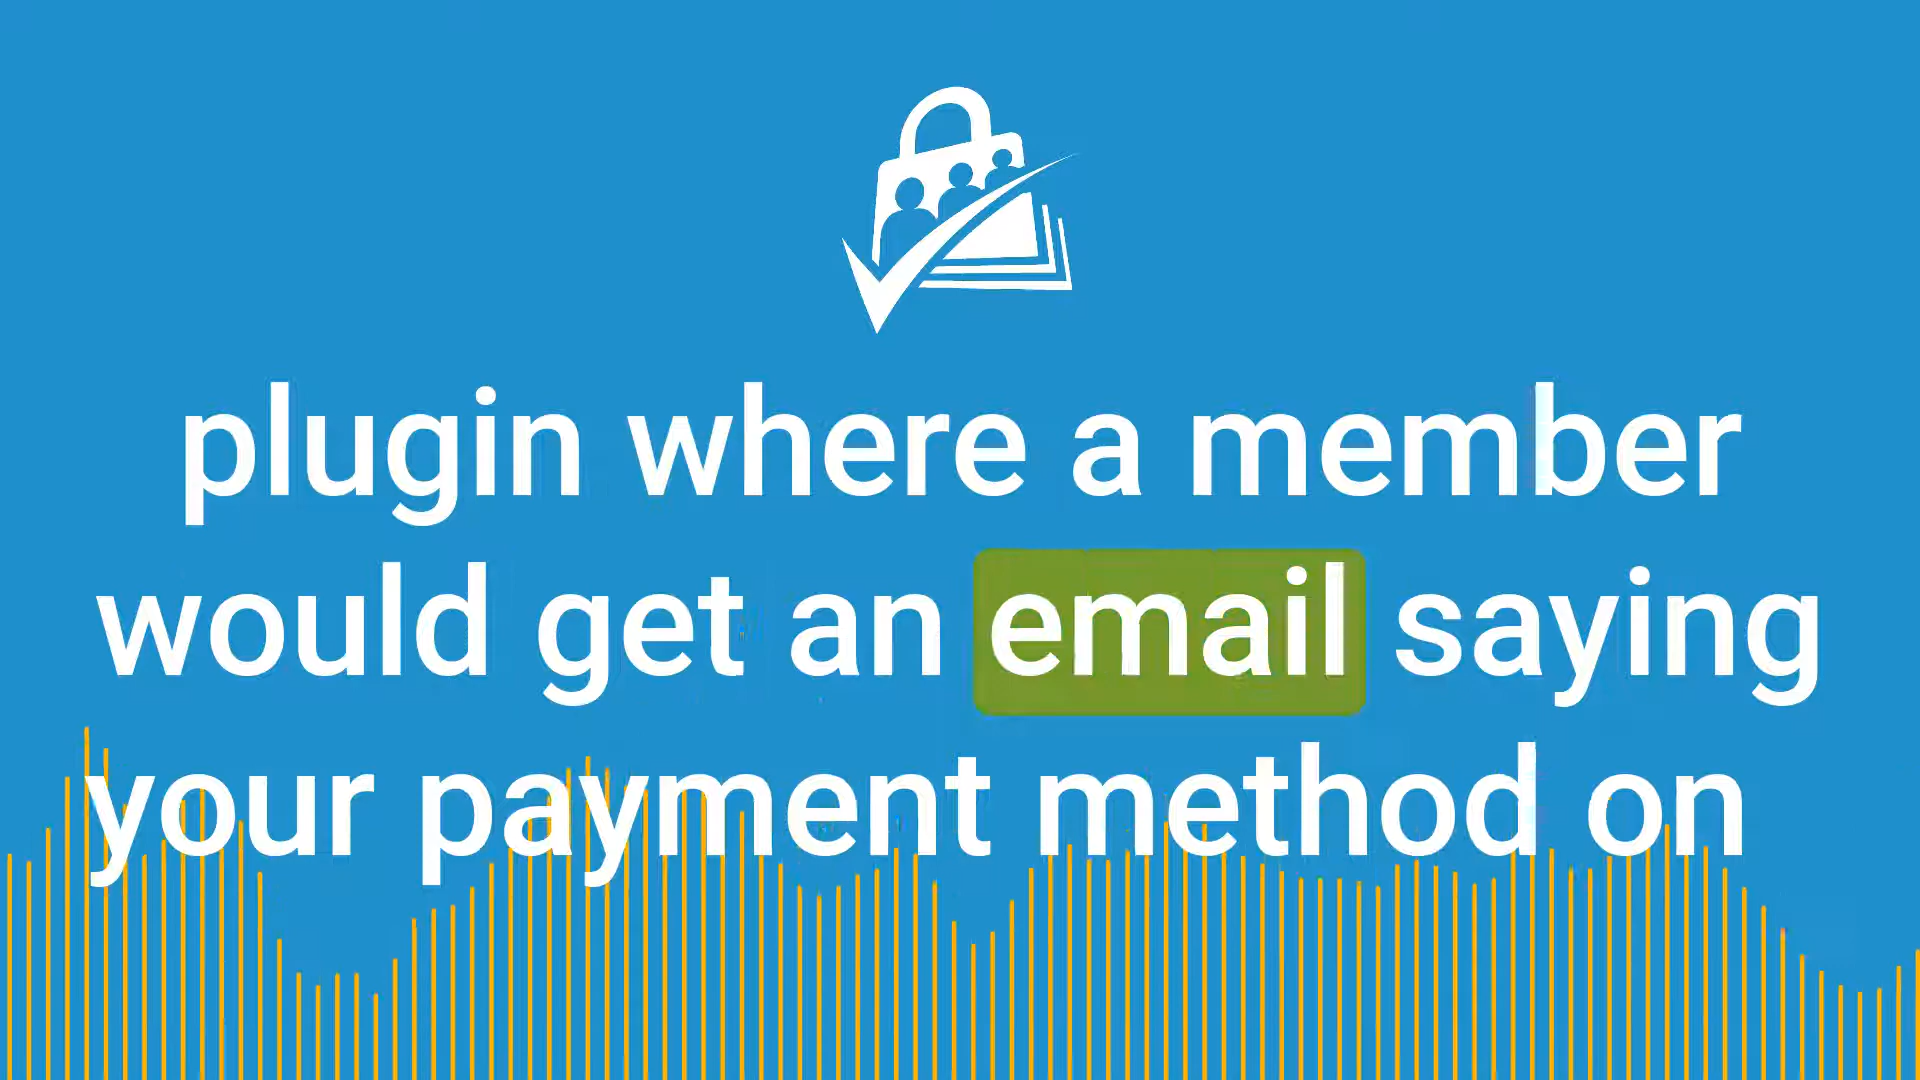 plugin where a member
would get an email saying
your payment method on